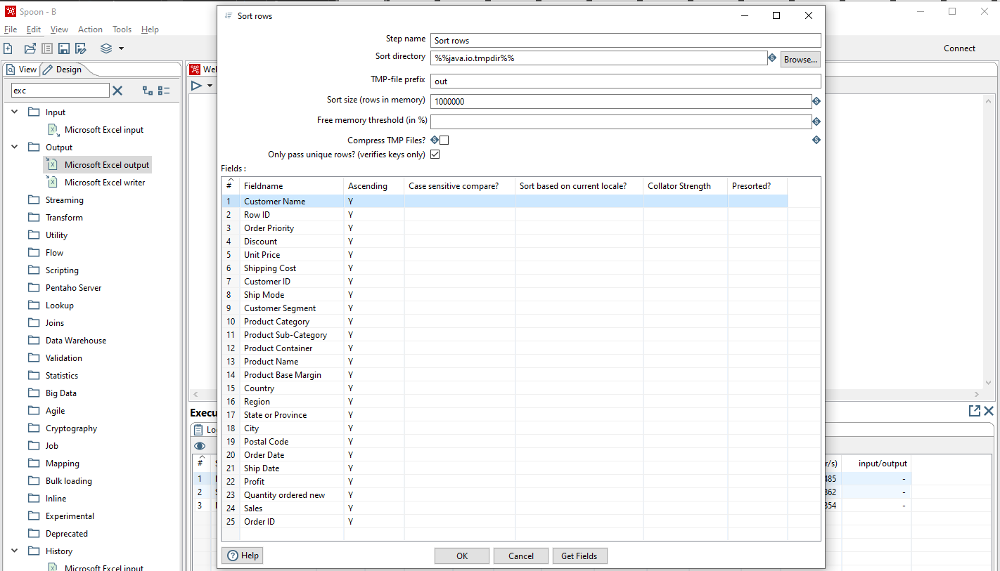 Spoon - B
File Edit View Action Tools Help
Connect
View Design
exc
Input
Microsoft Excel input
Output
Microsoft Excel output
Microsoft Excel writer
Streaming
Transform
Utility
Flow
Scripting
Pentaho Server
Lookup
Joins
Data Warehouse
Validation
Statistics
Big Data
Agile
Cryptography
Job
Mapping
Bulk loading
Inline
Experimental
Deprecated
History
Microsoft Excel input
Wel
Sort rows
Step name Sort rows
Sort directory %%java.io.tmpdir%% Browse...
TMP-file prefix out
Sort size (rows in memory) 1000000
Free memory threshold (in %)
Compress TMP Files?
Only pass unique rows? (verifies keys only)
Fields :
# Fieldname Ascending Case sensitive compare? Sort based on current locale? Collator Strength Presorted?
1 Customer Name Y
2 Row ID Y
3 Order Priority Y
4 Discount Y
5 Unit Price Y
6 Shipping Cost Y
7 Customer ID Y
8 Ship Mode Y
9 Customer Segment Y
10 Product Category Y
11 Product Sub-Category Y
12 Product Container Y
13 Product Name Y
14 Product Base Margin Y
15 Country Y
16 Region Y
17 State or Province Y
18 City Y
19 Postal Code Y
20 Order Date Y
21 Ship Date Y
22 Profit Y
23 Quantity ordered new Y
24 Sales Y
25 Order ID Y
Help OK Cancel Get Fields
Execu
Lo
# r/s) input/output
1 485 -
2 862 -
3 354 -